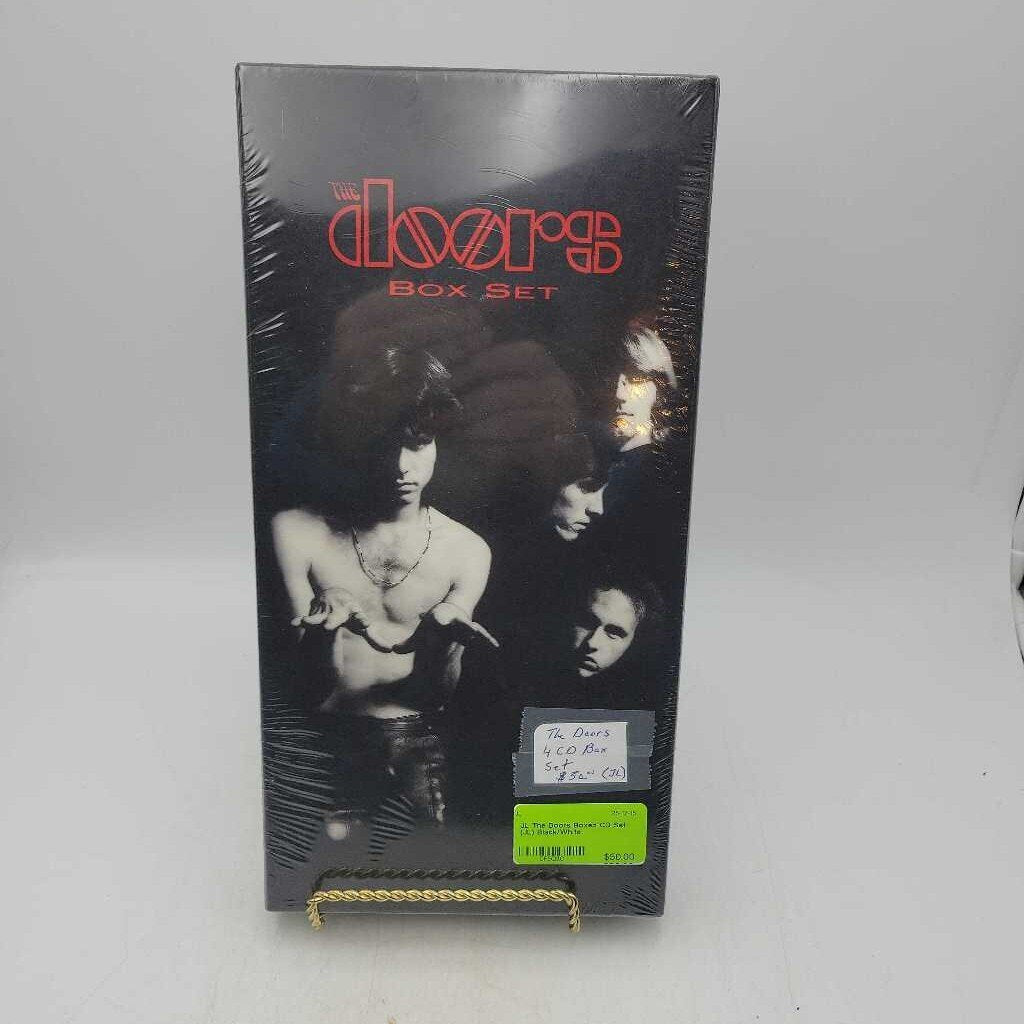 THE
doors
BOX SET
The Doors
4 CD Box
Set
(JL)
JL The Doors Boxed CD Set
(JL) Black/White
$50.00